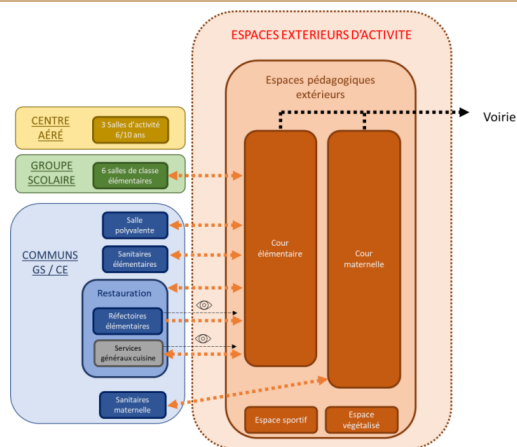 ESPACES EXTERIEURS D'ACTIVITE
Espaces pédagogiques
extérieurs
Voirie
CENTRE
AÉRÉ
3 Salles d'activité
6/10 ans
GROUPE
SCOLAIRE
6 salles de classe
élémentaires
COMMUNS
GS / CE
Salle
polyvalente
Sanitaires
élémentaires
Restauration
Réfectoires
élémentaires
Services
généraux cuisine
Sanitaires
maternelle
Cour
élémentaire
Cour
maternelle
Espace sportif
Espace
végétalisé